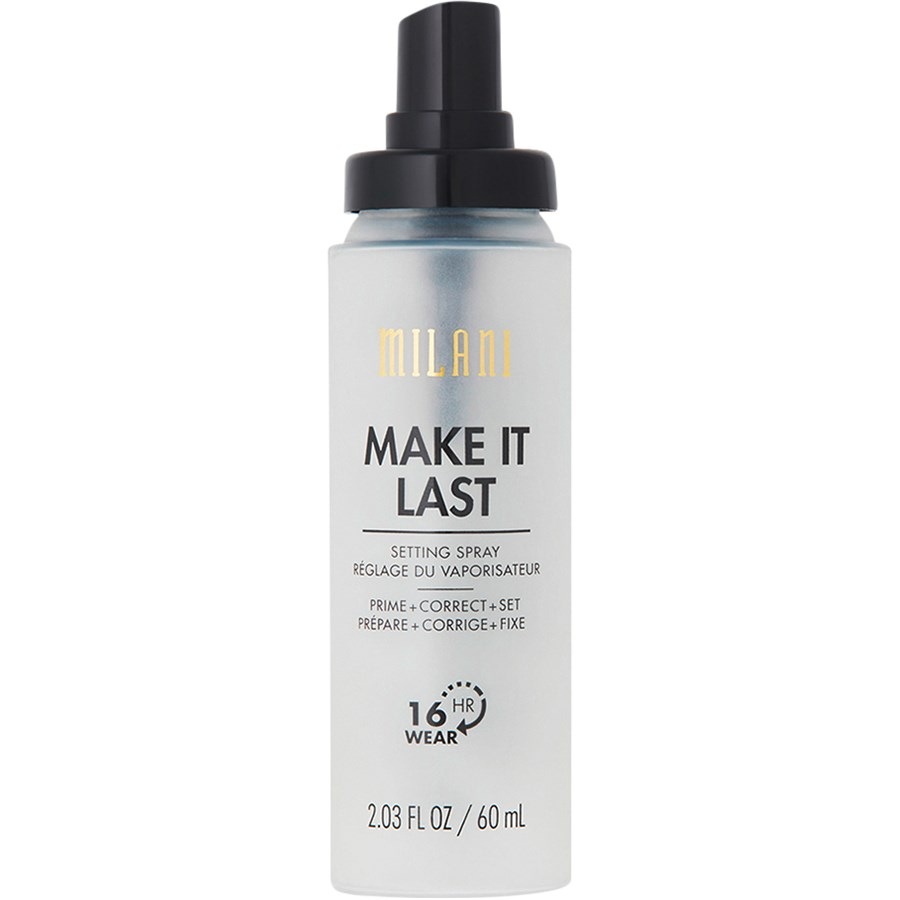 MILANI
MAKE IT
LAST
SETTING SPRAY
RÉGLAGE DU VAPORISATEUR
PRIME+CORRECT+SET
PRÉPARE+CORRIGE+FIXE
16 HR
WEAR
2.03 FL OZ / 60 mL